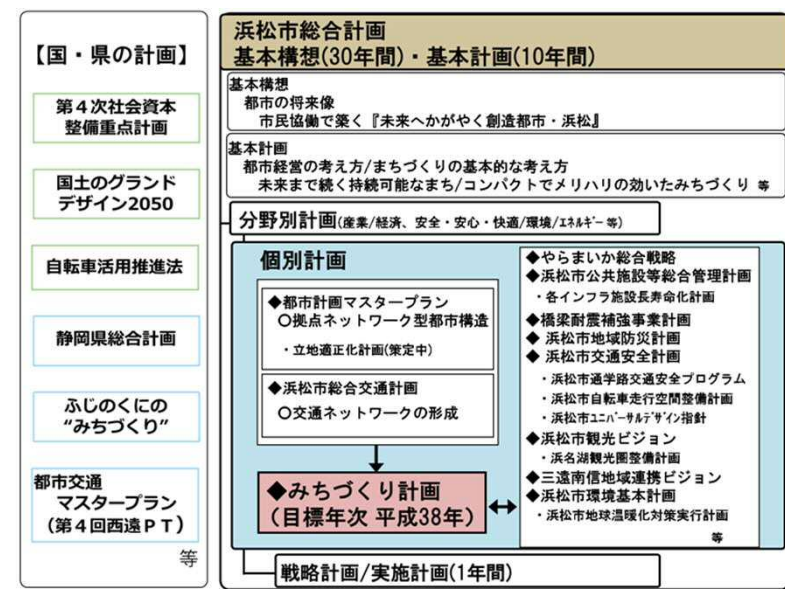 【国・県の計画】
第４次社会資本
整備重点計画
国土のグランド
デザイン2050
自転車活用推進法
静岡県総合計画
ふじのくにの
“みちづくり”
都市交通
マスタープラン
(第４回西遠ＰＴ)
等
浜松市総合計画
基本構想(30年間)・基本計画(10年間)
基本構想
都市の将来像
市民協働で築く『未来へかがやく創造都市・浜松』
基本計画
都市経営の考え方/まちづくりの基本的な考え方
未来まで続く持続可能なまち/コンパクトでメリハリの効いたみちづくり 等
分野別計画(産業/経済、安全・安心・快適/環境/ｴﾈﾙｷﾞｰ 等)
個別計画
◆都市計画マスタープラン
〇拠点ネットワーク型都市構造
・立地適正化計画(策定中)
◆浜松市総合交通計画
〇交通ネットワークの形成
◆みちづくり計画
(目標年次 平成38年)
◆やらまいか総合戦略
◆浜松市公共施設等総合管理計画
・各インフラ施設長寿命化計画
◆橋梁耐震補強事業計画
◆ 浜松市地域防災計画
◆ 浜松市交通安全計画
・浜松市通学路交通安全プログラム
・浜松市自転車走行空間整備計画
・浜松市ﾕﾆﾊﾞｰｻﾙﾃﾞｻﾞｲﾝ指針
◆浜松市観光ビジョン
・浜名湖観光圏整備計画
◆三遠南信地域連携ビジョン
◆浜松市環境基本計画
・浜松市地球温暖化対策実行計画
等
戦略計画/実施計画(1年間)